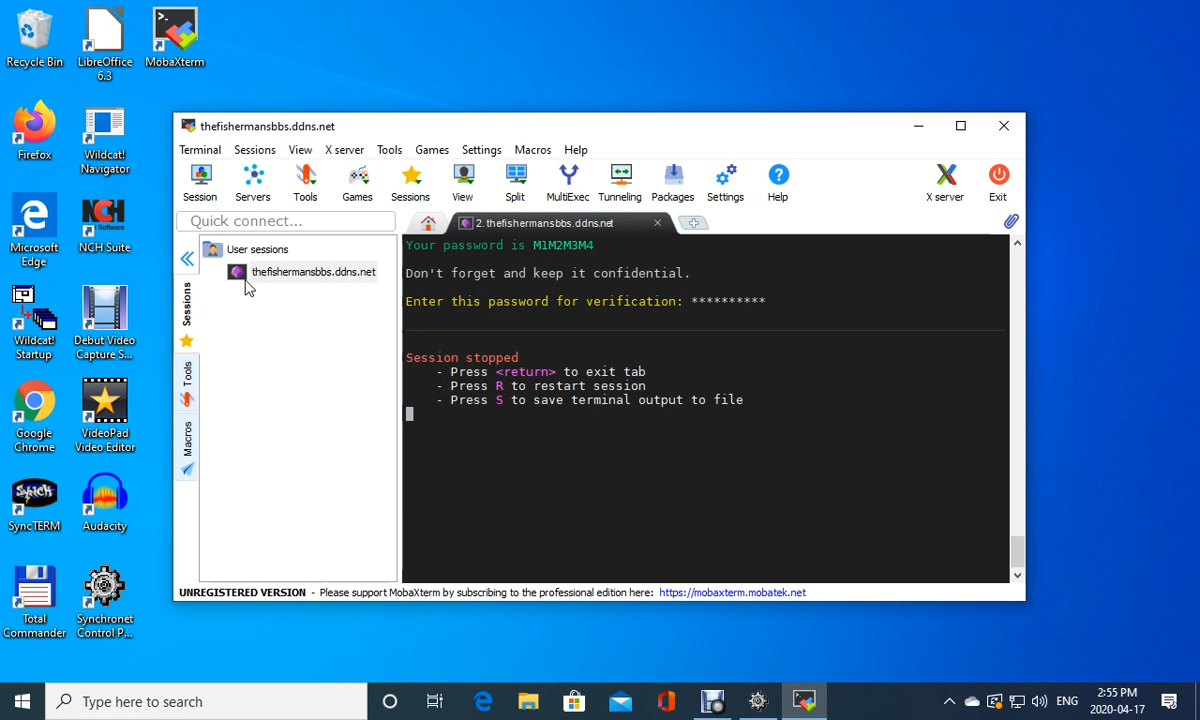 Recycle Bin
LibreOffice
6.3
MobaXterm
Firefox
Wildcat!
Navigator
Microsoft
Edge
NCH
NCH Suite
Wildcat!
Startup
Debut Video
Capture S...
Google
Chrome
VideoPad
Video Editor
SYNCH
SyncTERM
Audacity
Total
Commander
Synchronet
Control P...
thefishermansbbs.ddns.net
Terminal Sessions View X server Tools Games Settings Macros Help
Session Servers Tools Games Sessions View Split MultiExec Tunneling Packages Settings Help X server Exit
Quick connect...
2. thefishermansbbs.ddns.net
User sessions
thefishermansbbs.ddns.net
Sessions
Tools
Macros
Your password is M1M2M3M4
Don't forget and keep it confidential.
Enter this password for verification: **********
Session stopped
- Press <return> to exit tab
- Press R to restart session
- Press S to save terminal output to file
UNREGISTERED VERSION - Please support MobaXterm by subscribing to the professional edition here: https://mobaxterm.mobatek.net
Type here to search
ENG
2:55 PM
2020-04-17